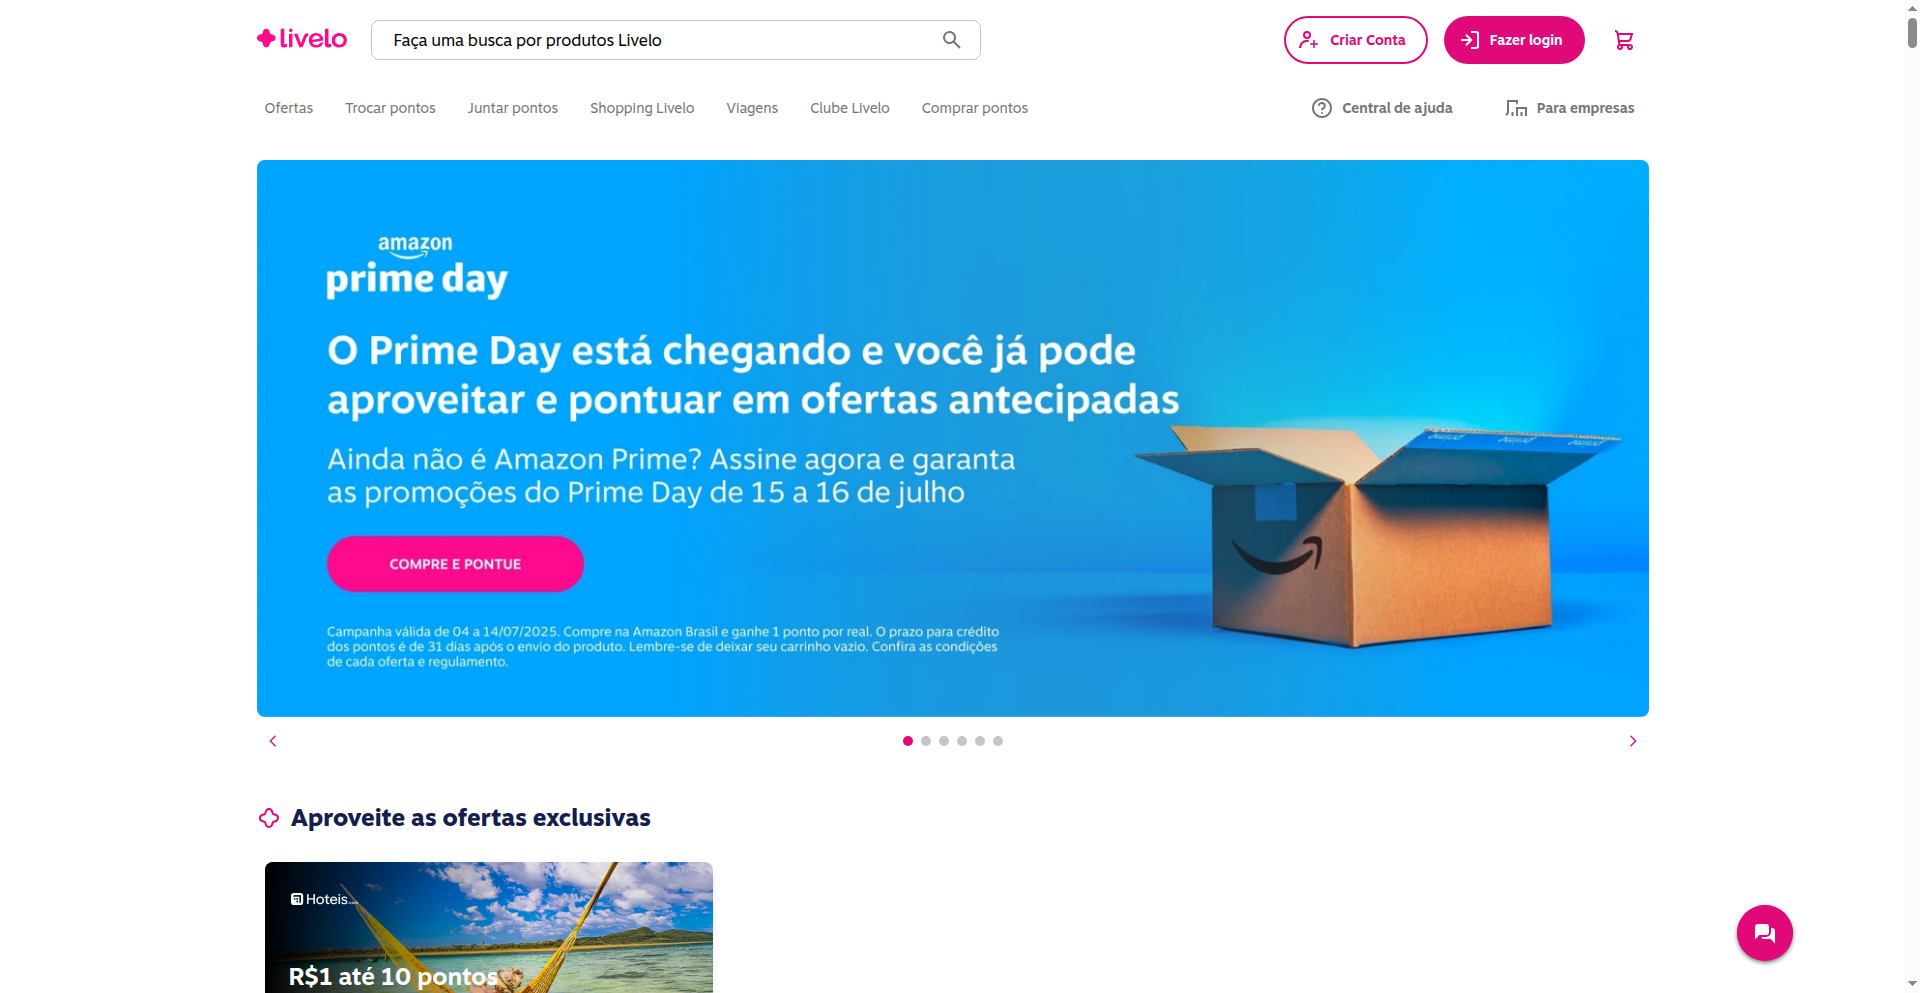 livelo
Faça uma busca por produtos Livelo
Criar Conta
Fazer login
Ofertas
Trocar pontos
Juntar pontos
Shopping Livelo
Viagens
Clube Livelo
Comprar pontos
Central de ajuda
Para empresas
amazon
prime day
O Prime Day está chegando e você já pode
aproveitar e pontuar em ofertas antecipadas
Ainda não é Amazon Prime? Assine agora e garanta
as promoções do Prime Day de 15 a 16 de julho
COMPRE E PONTUE
Campanha válida de 04 a 14/07/2025. Compre na Amazon Brasil e ganhe 1 ponto por real. O prazo para crédito
dos pontos é de 31 dias após o envio do produto. Lembre-se de deixar seu carrinho vazio. Confira as condições
de cada oferta e regulamento.
Aproveite as ofertas exclusivas
Hoteis
R$1 até 10 pontos